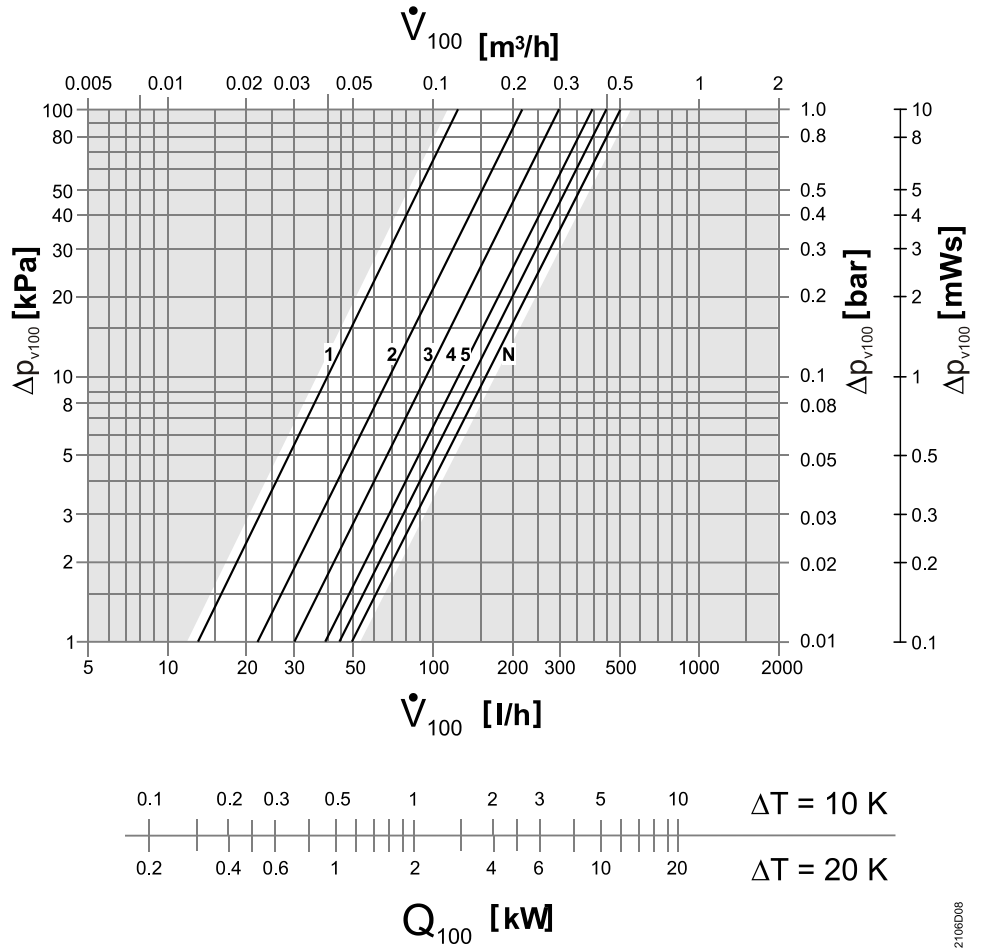 V̇100 [m³/h]
0.005 0.01 0.02 0.03 0.05 0.1 0.2 0.3 0.5 1 2
100 1.0 10
80 0.8 8
50 0.5 5
40 0.4 4
30 0.3 3
20 0.2 2
1 2 3 4 5 N
10 0.1 1
8 0.08
5 0.05 0.5
3 0.03 0.3
2 0.02 0.2
1 0.01 0.1
Δpv100 [kPa]
Δpv100 [bar]
Δpv100 [mWs]
5 10 20 30 50 100 200 300 500 1000 2000
V̇100 [l/h]
0.1 0.2 0.3 0.5 1 2 3 5 10 ΔT = 10 K
0.2 0.4 0.6 1 2 4 6 10 20 ΔT = 20 K
Q100 [kW]
2106D08